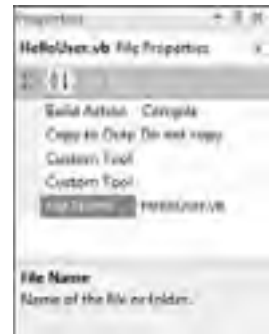 Properties
HelloUser.vb File Properties
Build Action Compile
Copy to Outp Do not copy
Custom Tool
Custom Tool
File Name HelloUser.vb
File Name
Name of the file or folder.